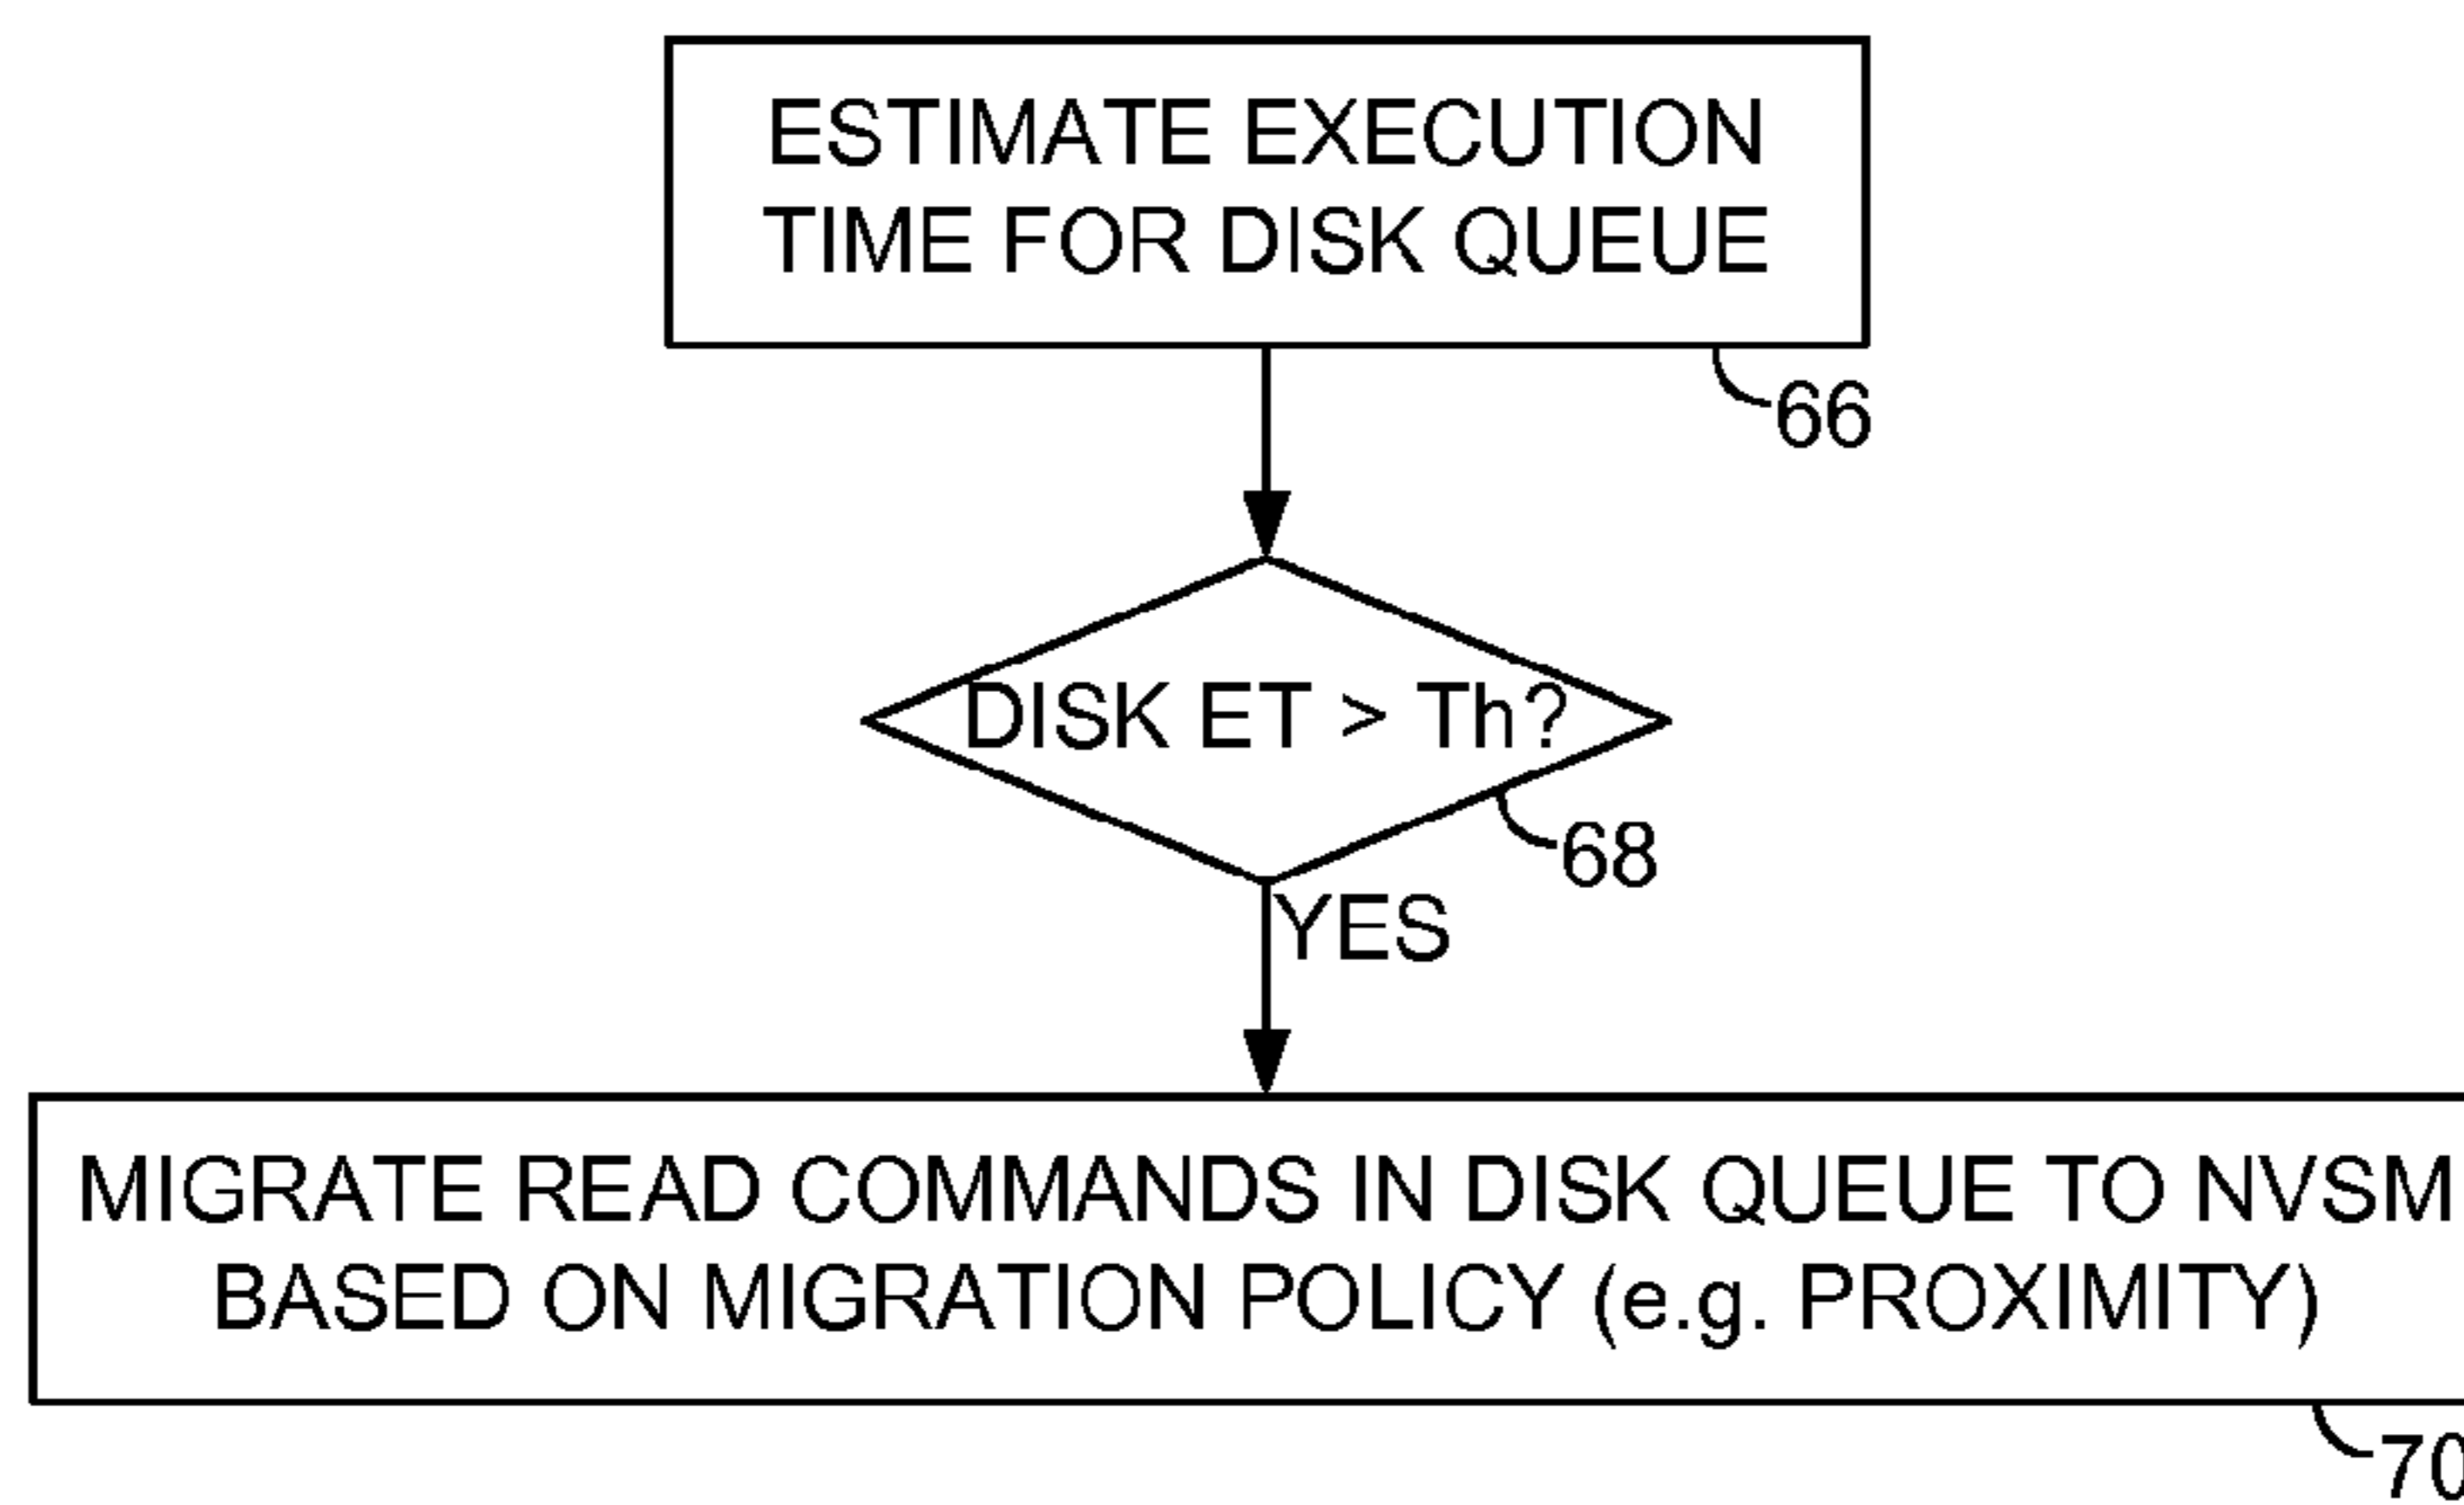 ESTIMATE EXECUTION
TIME FOR DISK QUEUE
66
DISK ET > Th?
68
YES
MIGRATE READ COMMANDS IN DISK QUEUE TO NVSM
BASED ON MIGRATION POLICY (e.g. PROXIMITY)
70